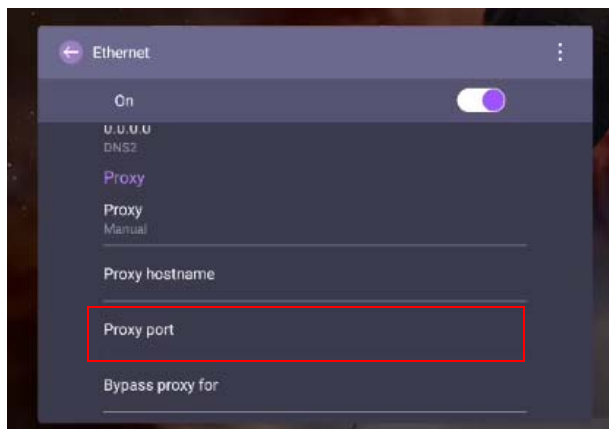 Ethernet
On
0.0.0.0
DNS2
Proxy
Proxy
Manual
Proxy hostname
Proxy port
Bypass proxy for